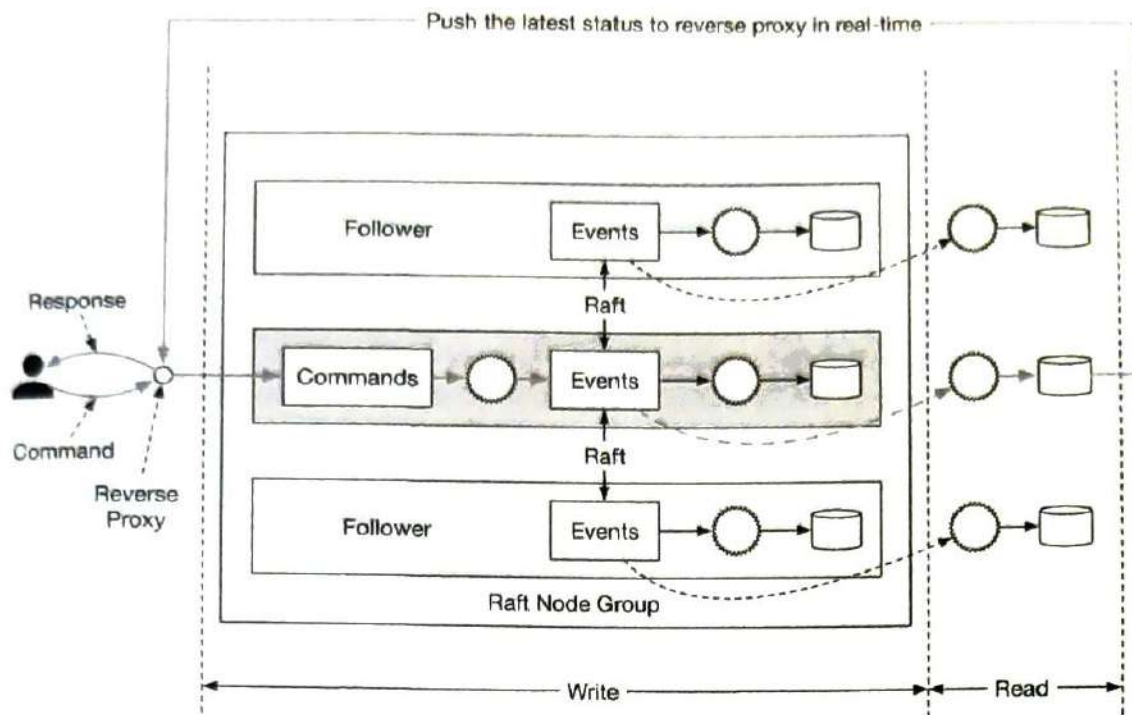 Push the latest status to reverse proxy in real-time
Follower
Events
Raft
Response
Commands
Events
Command
Raft
Reverse
Proxy
Follower
Events
Raft Node Group
Write
Read